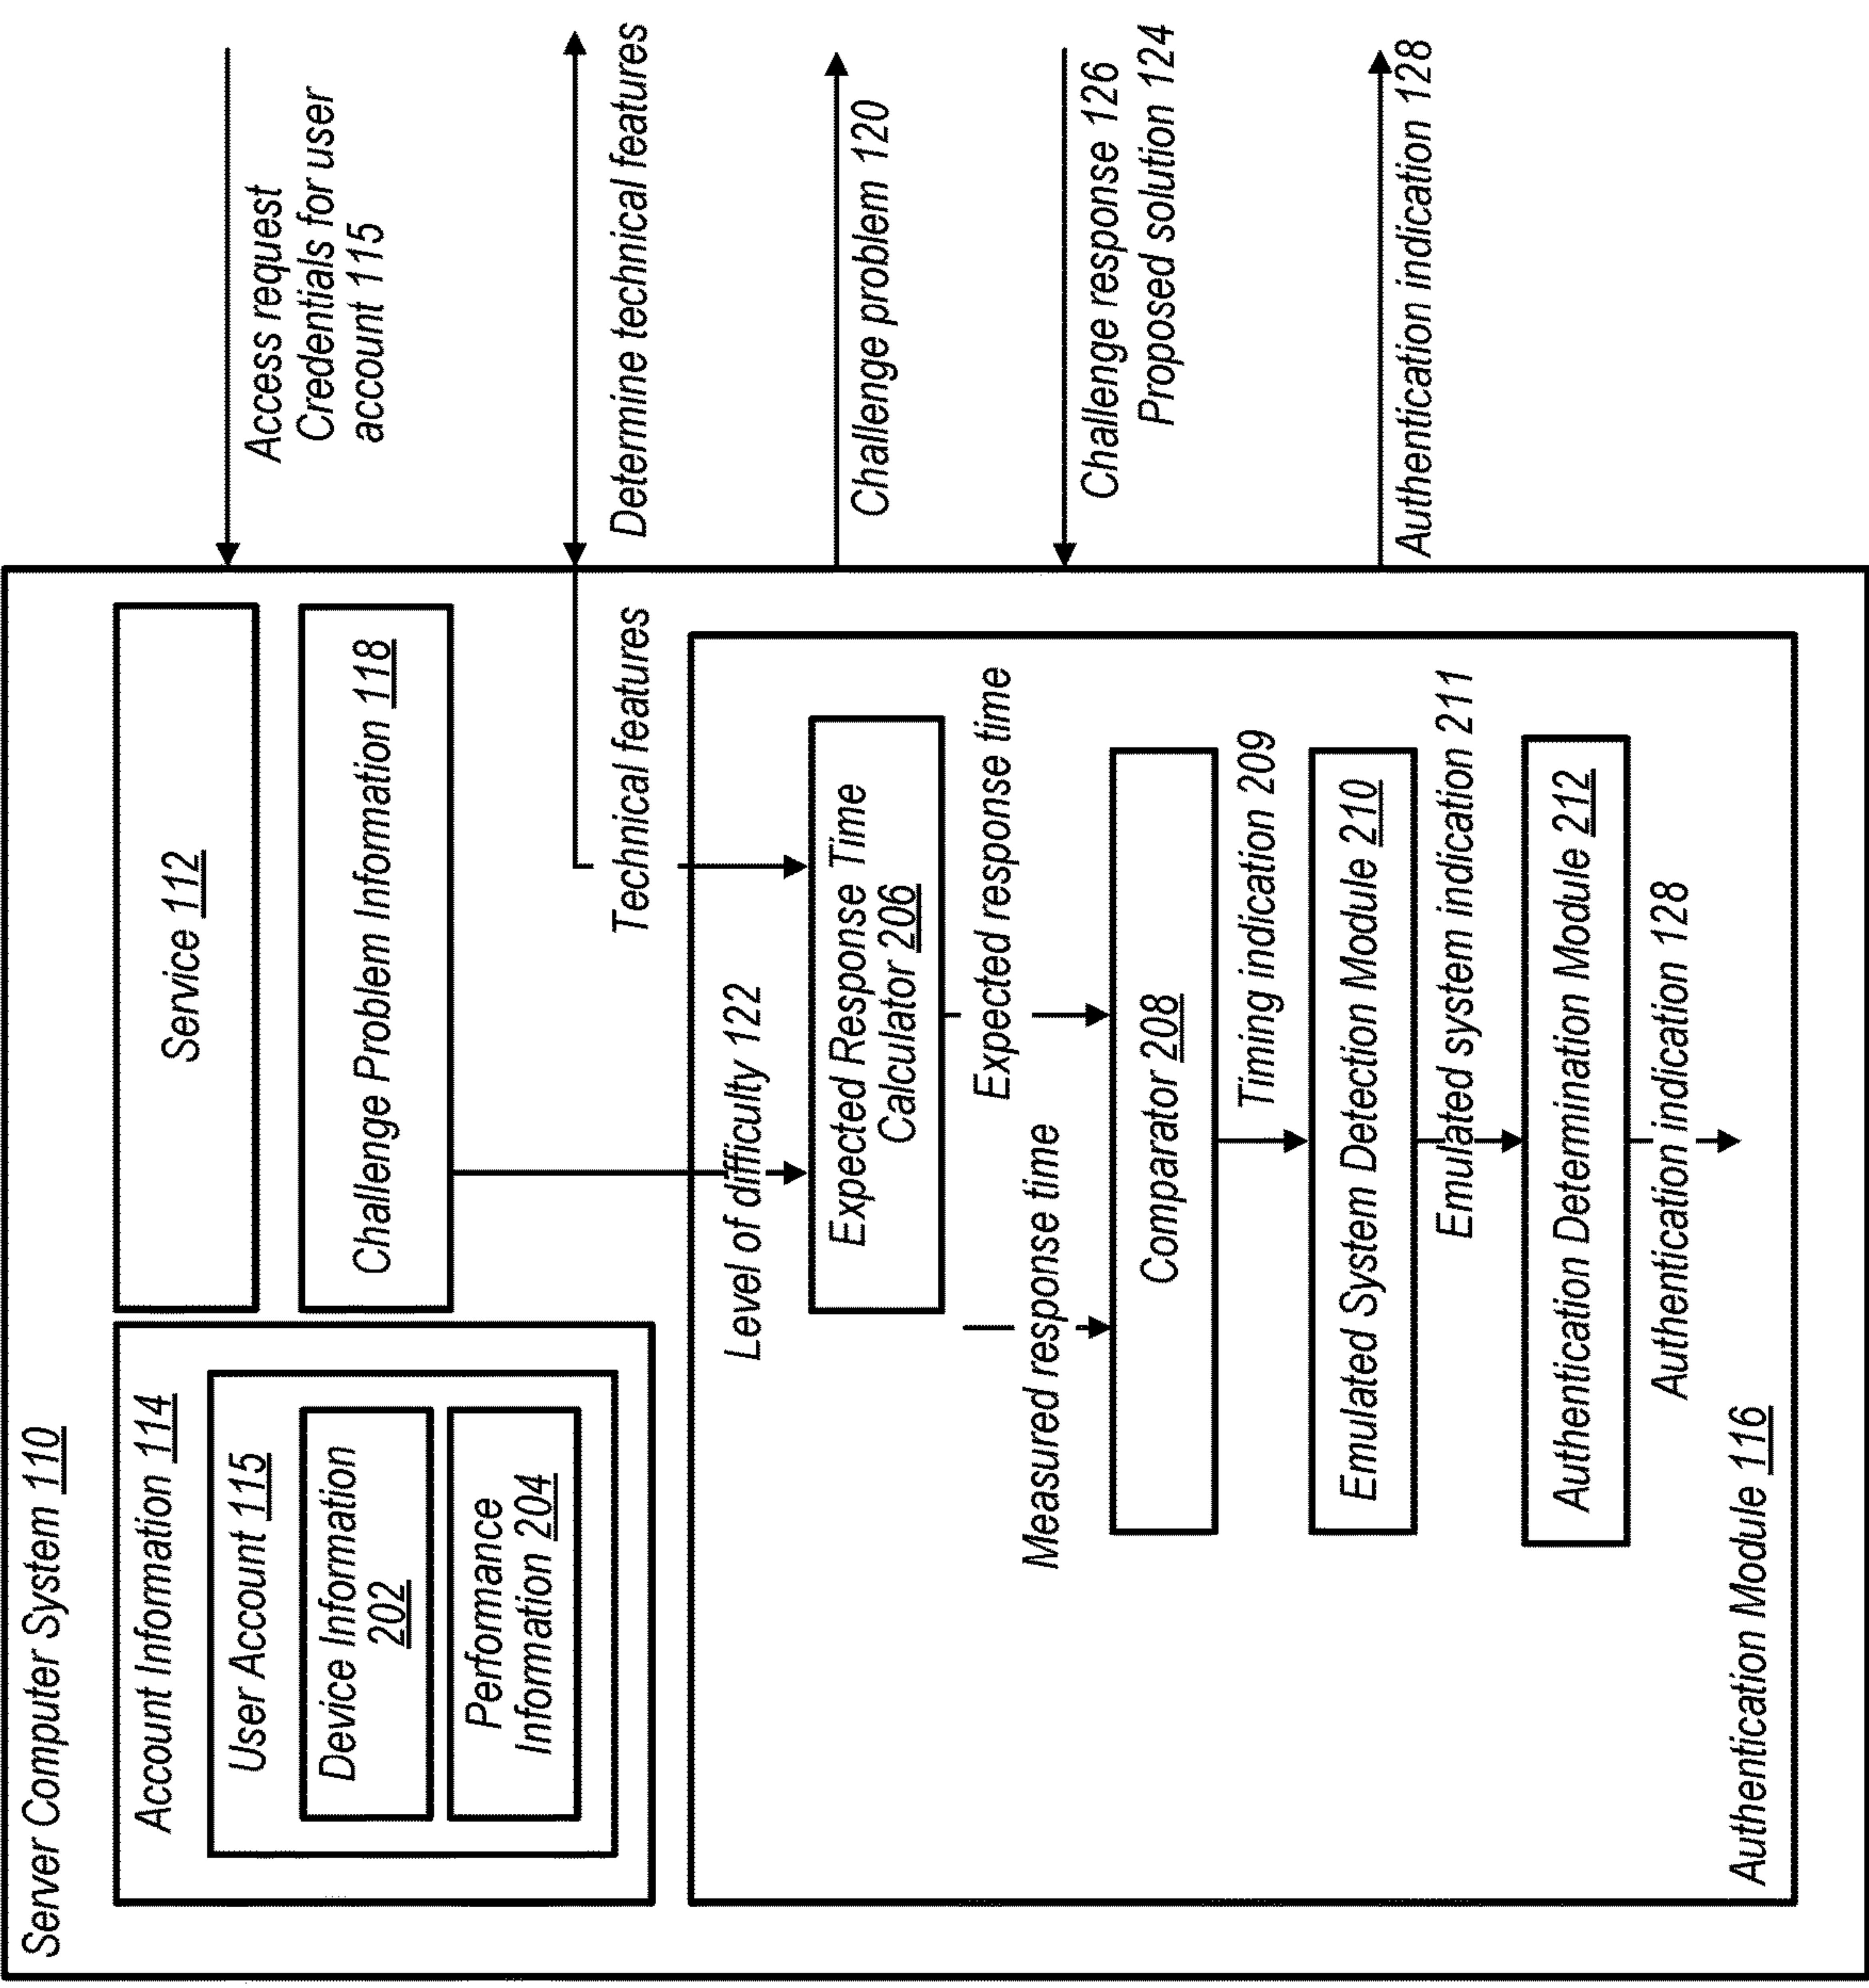 Server Computer System 110
Account Information 114
User Account 115
Device Information
202
Perfomance
Information 204
Service 112
Challenge Problem Information 118
Access request
Credentials for user
account 115
Determine technical features
Technical features
Challenge problem 120
Challenge response 126
Proposed solution 124
Authentication indication 128
Level of difficulty 122
Expected Response Time
Calculator 206
Expected response time
Measured response time
Comparator 208
Timing indication 209
Emulated System Detection Module 210
Emulated system indication 211
Authentication Determination Module 212
Authentication indication 128
Authentication Module 116